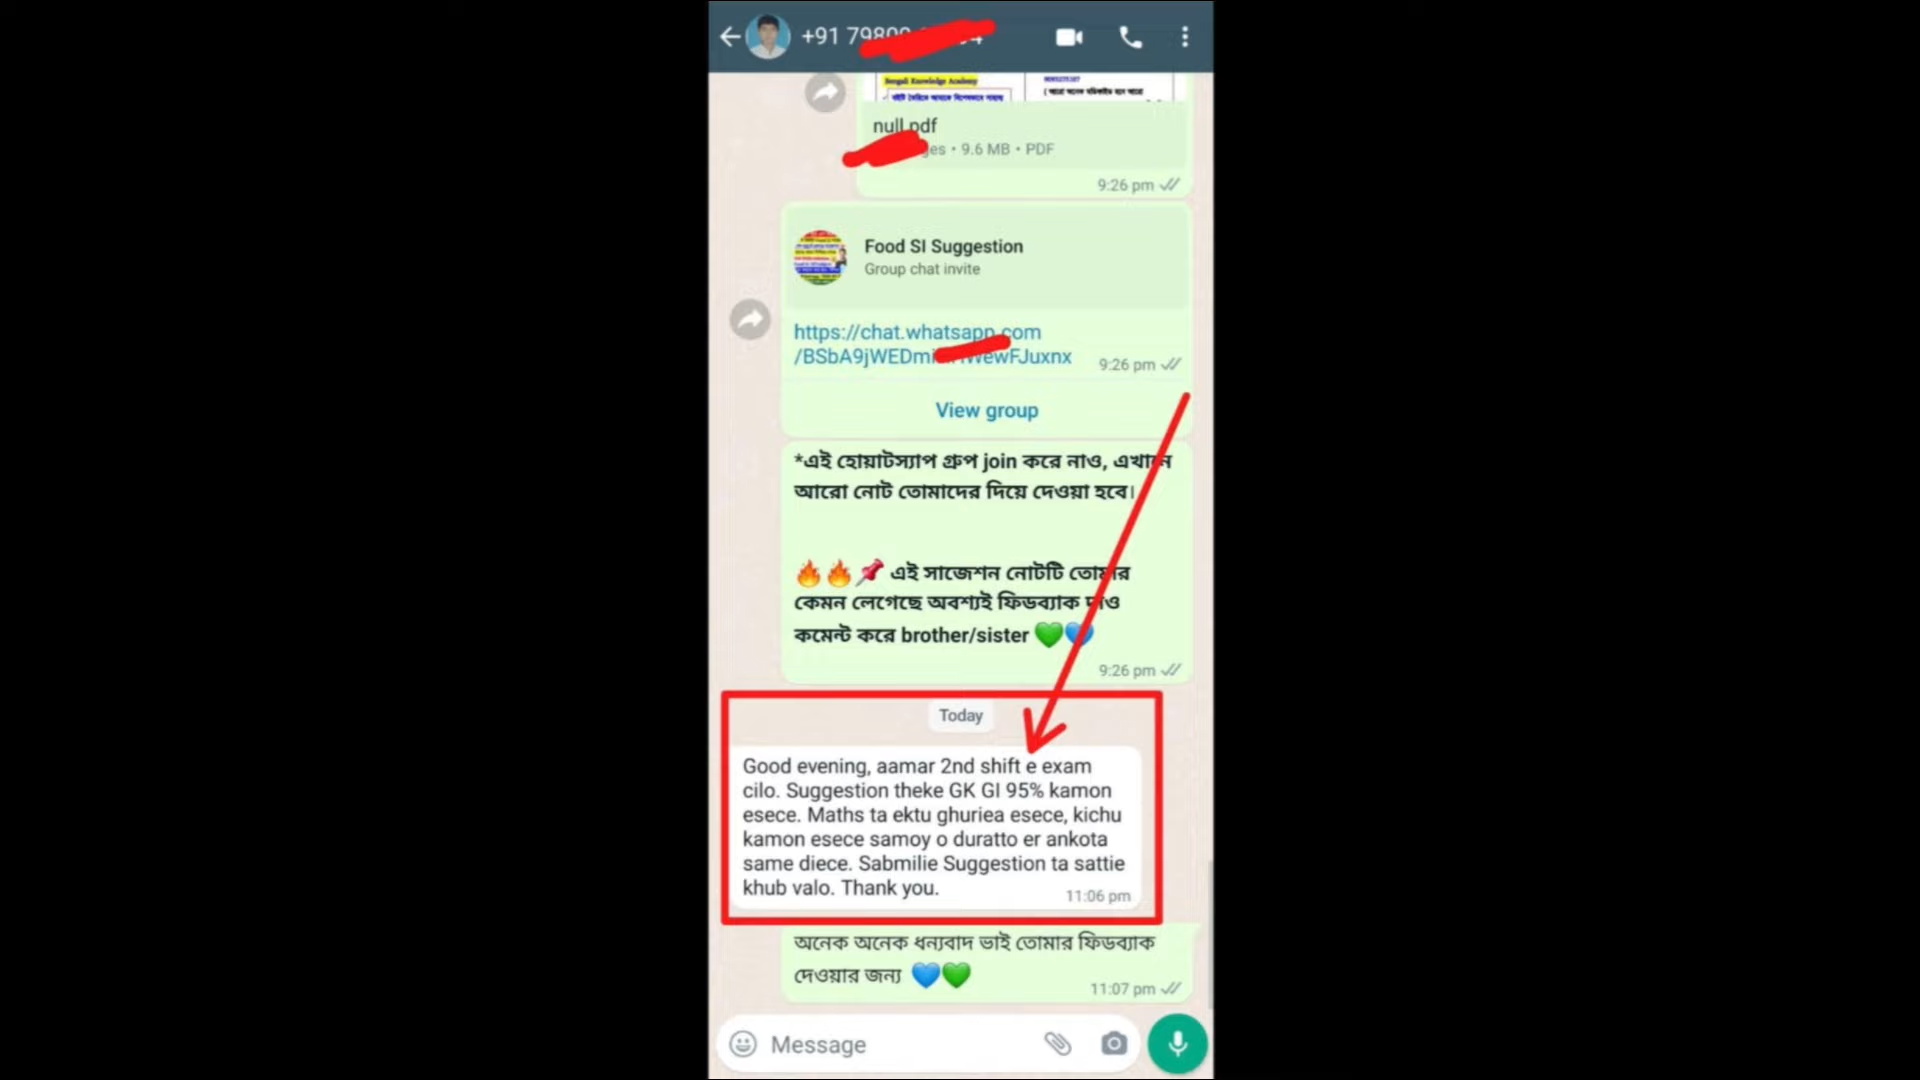 +91 79809
Bengali Knowledge Academy
null.pdf
• 9.6 MB • PDF
9:26 pm
Food SI Suggestion
Group chat invite
https://chat.whatsapp.com
9:26 pm
View group
*এই হোয়াটস্যাপ গ্রুপ join করে নাও, এখানে
আরো নোট তোমাদের দিয়ে দেওয়া হবে।
🔥🔥📌 এই সাজেশন নোটটি তোমার
কেমন লেগেছে অবশ্যই ফিডব্যাক দাও
কমেন্ট করে brother/sister 💚💙
9:26 pm
Today
Good evening, aamar 2nd shift e exam
cilo. Suggestion theke GK GI 95% kamon
esece. Maths ta ektu ghuriea esece, kichu
kamon esece samoy o duratto er ankota
same diece. Sabmilie Suggestion ta sattie
khub valo. Thank you.
11:06 pm
অনেক অনেক ধন্যবাদ ভাই তোমার ফিডব্যাক
দেওয়ার জন্য 💙💚
11:07 pm
Message